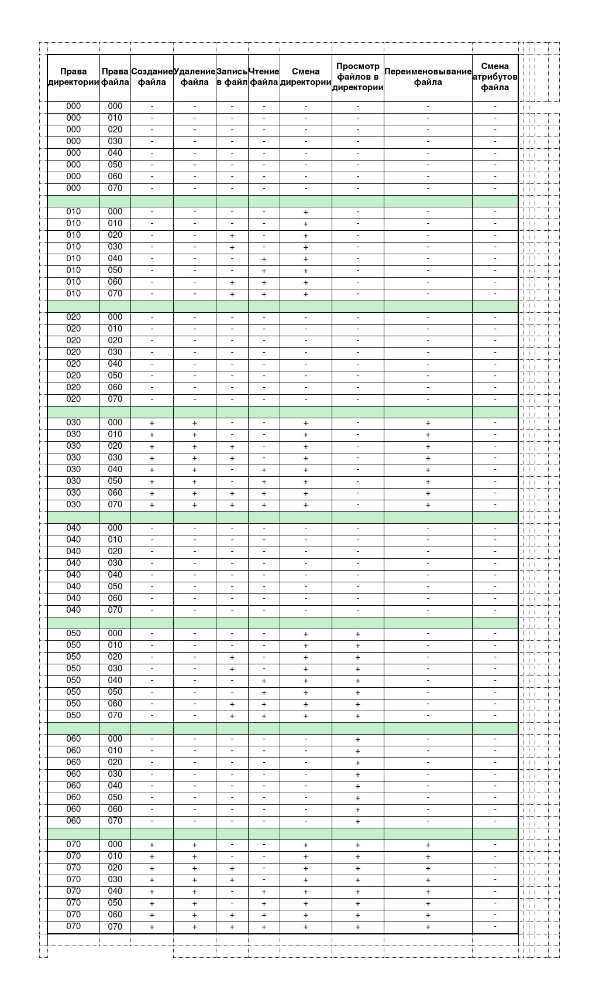 Права директории Права файла Создание файла Удаление файла Запись в файл Чтение файла Смена директории Просмотр файлов в директории Переименовывание файла Смена атрибутов файла
000 000 - - - - - - - -
000 010 - - - - - - - -
000 020 - - - - - - - -
000 030 - - - - - - - -
000 040 - - - - - - - -
000 050 - - - - - - - -
000 060 - - - - - - - -
000 070 - - - - - - - -
010 000 - - - - + - - -
010 010 - - - - + - - -
010 020 - - + - + - - -
010 030 - - + - + - - -
010 040 - - - + + - - -
010 050 - - - + + - - -
010 060 - - + + + - - -
010 070 - - + + + - - -
020 000 - - - - - - - -
020 010 - - - - - - - -
020 020 - - - - - - - -
020 030 - - - - - - - -
020 040 - - - - - - - -
020 050 - - - - - - - -
020 060 - - - - - - - -
020 070 - - - - - - - -
030 000 + + - - + - + -
030 010 + + - - + - + -
030 020 + + + - + - + -
030 030 + + + - + - + -
030 040 + + - + + - + -
030 050 + + - + + - + -
030 060 + + + + + - + -
030 070 + + + + + - + -
040 000 - - - - - - - -
040 010 - - - - - - - -
040 020 - - - - - - - -
040 030 - - - - - - - -
040 040 - - - - - - - -
040 050 - - - - - - - -
040 060 - - - - - - - -
040 070 - - - - - - - -
050 000 - - - - + + - -
050 010 - - - - + + - -
050 020 - - + - + + - -
050 030 - - + - + + - -
050 040 - - - + + + - -
050 050 - - - + + + - -
050 060 - - + + + + - -
050 070 - - + + + + - -
060 000 - - - - - + - -
060 010 - - - - - + - -
060 020 - - - - - + - -
060 030 - - - - - + - -
060 040 - - - - - + - -
060 050 - - - - - + - -
060 060 - - - - - + - -
060 070 - - - - - + - -
070 000 + + - - + + + -
070 010 + + - - + + + -
070 020 + + + - + + + -
070 030 + + + - + + + -
070 040 + + - + + + + -
070 050 + + - + + + + -
070 060 + + + + + + + -
070 070 + + + + + + + -